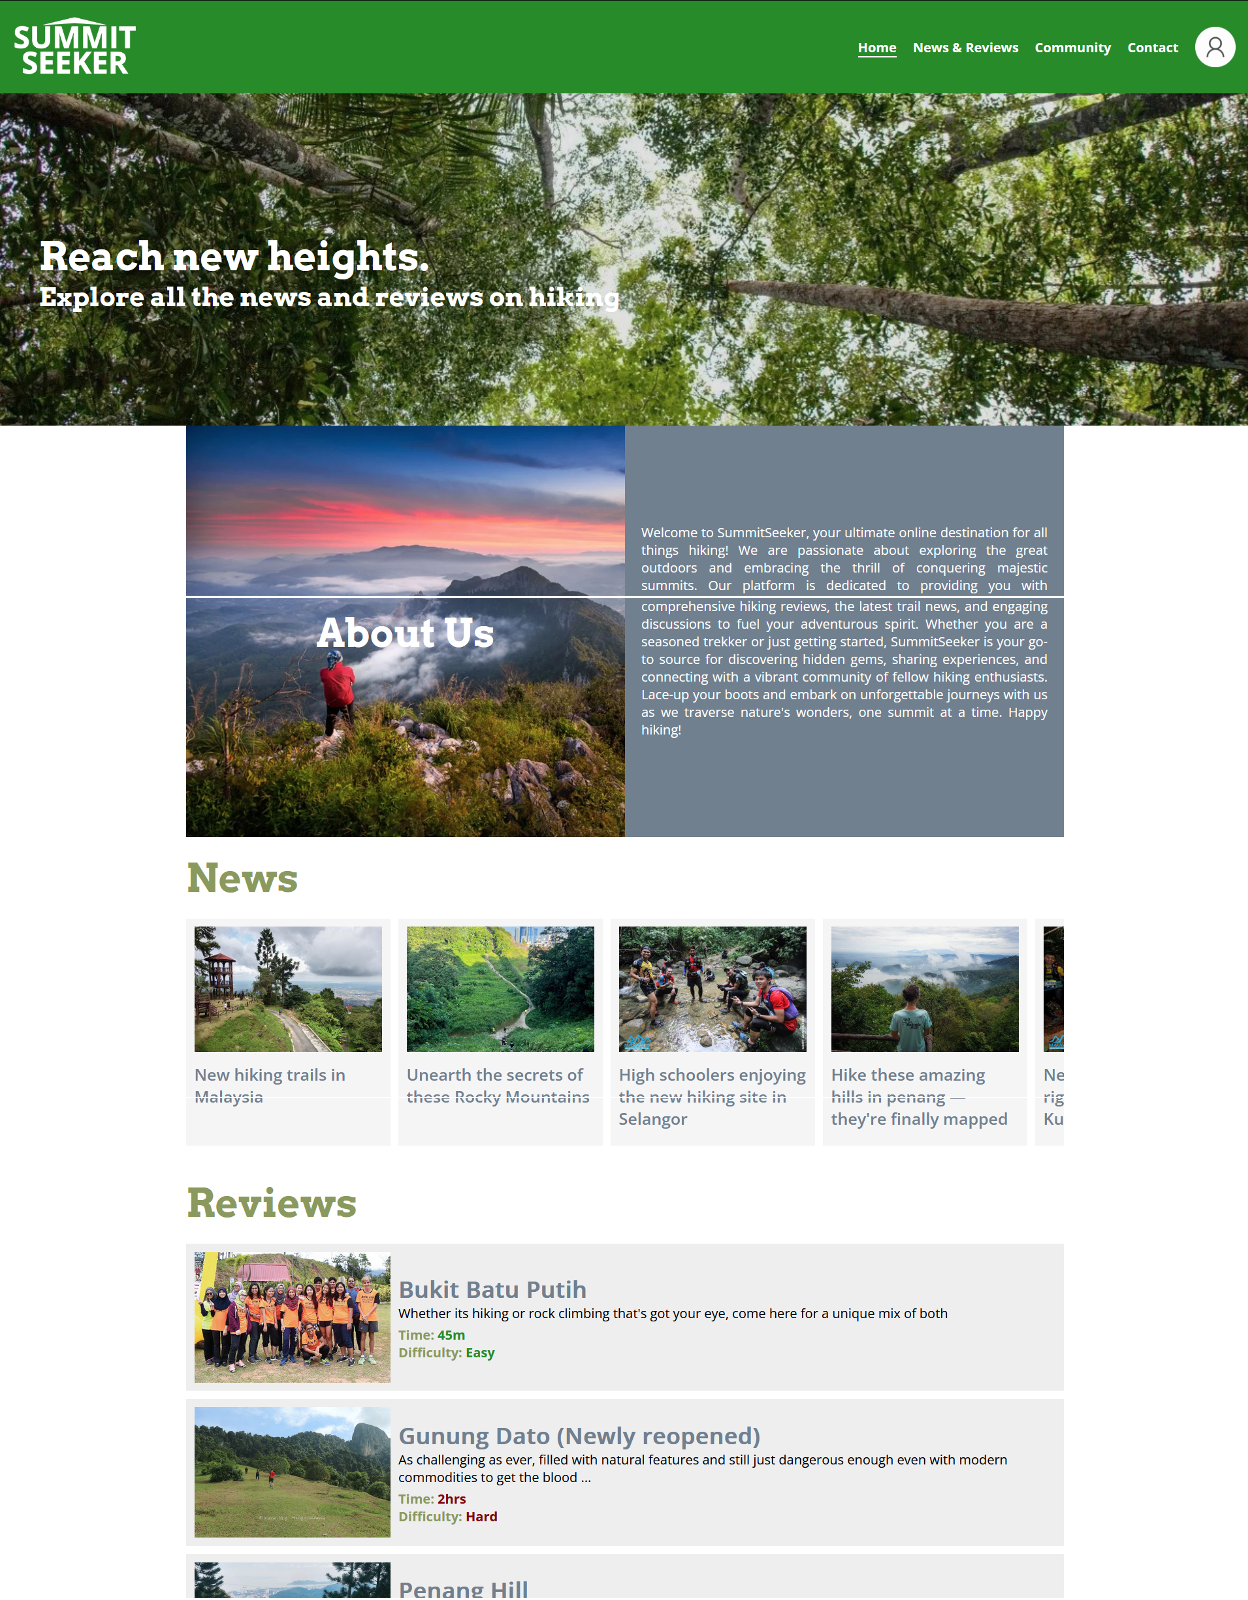 SUMMIT
SEEKER
Home News & Reviews Community Contact
Reach new heights.
Explore all the news and reviews on hiking
About Us
Welcome to SummitSeeker, your ultimate online destination for all
things hiking! We are passionate about exploring the great
outdoors and embracing the thrill of conquering majestic
summits. Our platform is dedicated to providing you with
comprehensive hiking reviews, the latest trail news, and engaging
discussions to fuel your adventurous spirit. Whether you are a
seasoned trekker or just getting started, SummitSeeker is your go-
to source for discovering hidden gems, sharing experiences, and
connecting with a vibrant community of fellow hiking enthusiasts.
Lace-up your boots and embark on unforgettable journeys with us
as we traverse nature's wonders, one summit at a time. Happy
hiking!
News
New hiking trails in
Malaysia
Unearth the secrets of
these Rocky Mountains
High schoolers enjoying
the new hiking site in
Selangor
Hike these amazing
hills in penang —
they're finally mapped
Ne
rig
Ku
Reviews
Bukit Batu Putih
Whether its hiking or rock climbing that's got your eye, come here for a unique mix of both
Time: 45m
Difficulty: Easy
Gunung Dato (Newly reopened)
As challenging as ever, filled with natural features and still just dangerous enough even with modern
commodities to get the blood ...
Time: 2hrs
Difficulty: Hard
Penang Hill